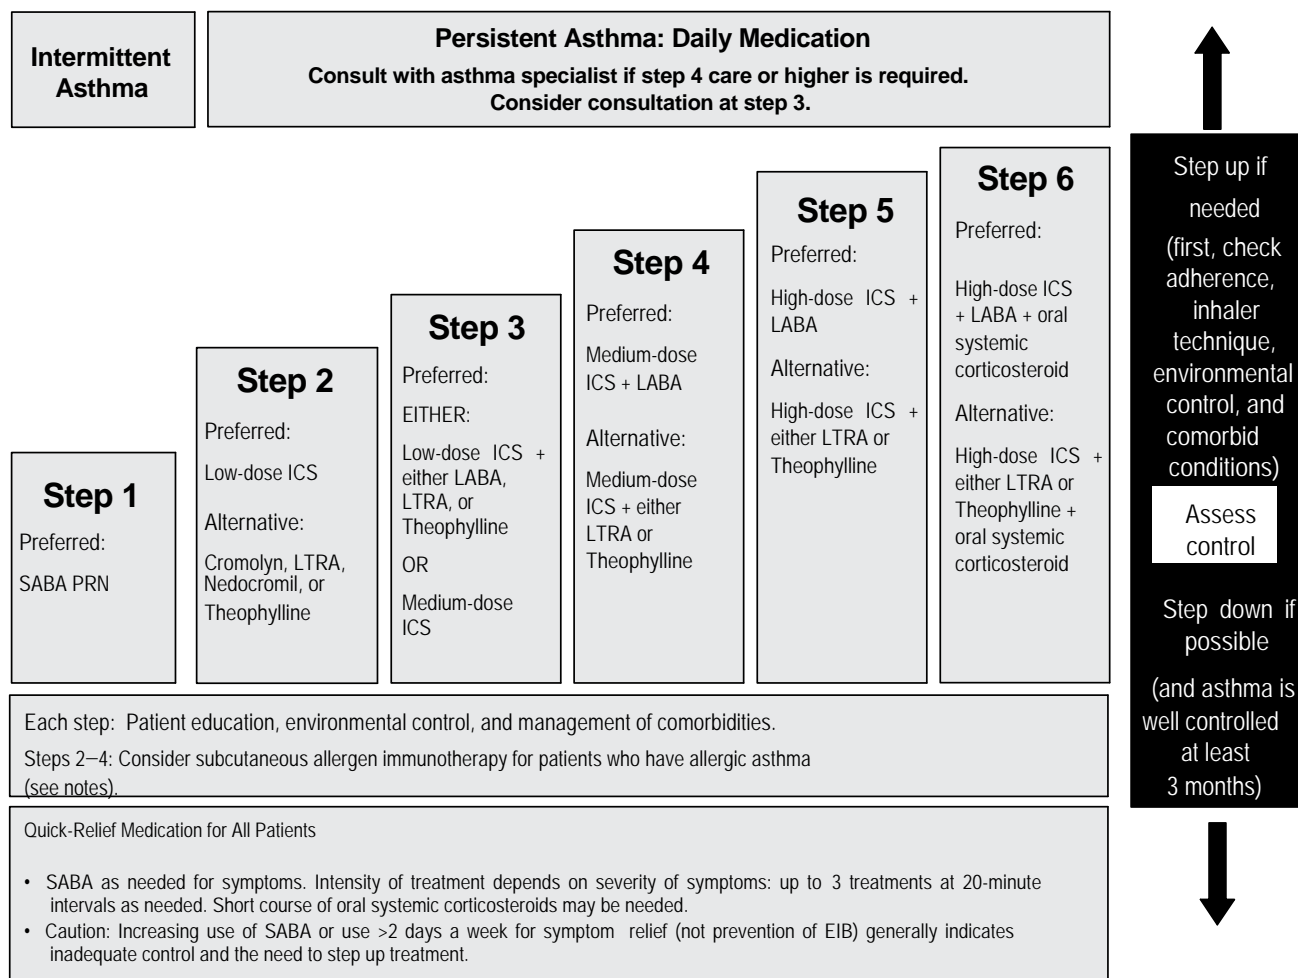 Intermittent
Asthma
Persistent Asthma: Daily Medication
Consult with asthma specialist if step 4 care or higher is required.
Consider consultation at step 3.
Step 1
Preferred:
SABA PRN
Step 2
Preferred:
Low-dose ICS
Alternative:
Cromolyn, LTRA,
Nedocromil, or
Theophylline
Step 3
Preferred:
EITHER:
Low-dose ICS +
either LABA,
LTRA, or
Theophylline
OR
Medium-dose
ICS
Step 4
Preferred:
Medium-dose
ICS + LABA
Alternative:
Medium-dose
ICS + either
LTRA or
Theophylline
Step 5
Preferred:
High-dose ICS +
LABA
Alternative:
High-dose ICS +
either LTRA or
Theophylline
Step 6
Preferred:
High-dose ICS
+ LABA + oral
systemic
corticosteroid
Alternative:
High-dose ICS +
either LTRA or
Theophylline +
oral systemic
corticosteroid
Step up if
needed
(first, check
adherence,
inhaler
technique,
environmental
control, and
comorbid
conditions)
Assess
control
Step down if
possible
(and asthma is
well controlled
at least
3 months)
Each step: Patient education, environmental control, and management of comorbidities.
Steps 2–4: Consider subcutaneous allergen immunotherapy for patients who have allergic asthma
(see notes).
Quick-Relief Medication for All Patients
• SABA as needed for symptoms. Intensity of treatment depends on severity of symptoms: up to 3 treatments at 20-minute
intervals as needed. Short course of oral systemic corticosteroids may be needed.
• Caution: Increasing use of SABA or use >2 days a week for symptom relief (not prevention of EIB) generally indicates
inadequate control and the need to step up treatment.